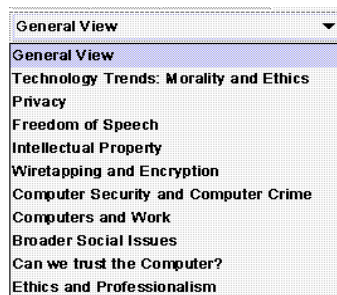 General View
General View
Technology Trends: Morality and Ethics
Privacy
Freedom of Speech
Intellectual Property
Wiretapping and Encryption
Computer Security and Computer Crime
Computers and Work
Broader Social Issues
Can we trust the Computer?
Ethics and Professionalism